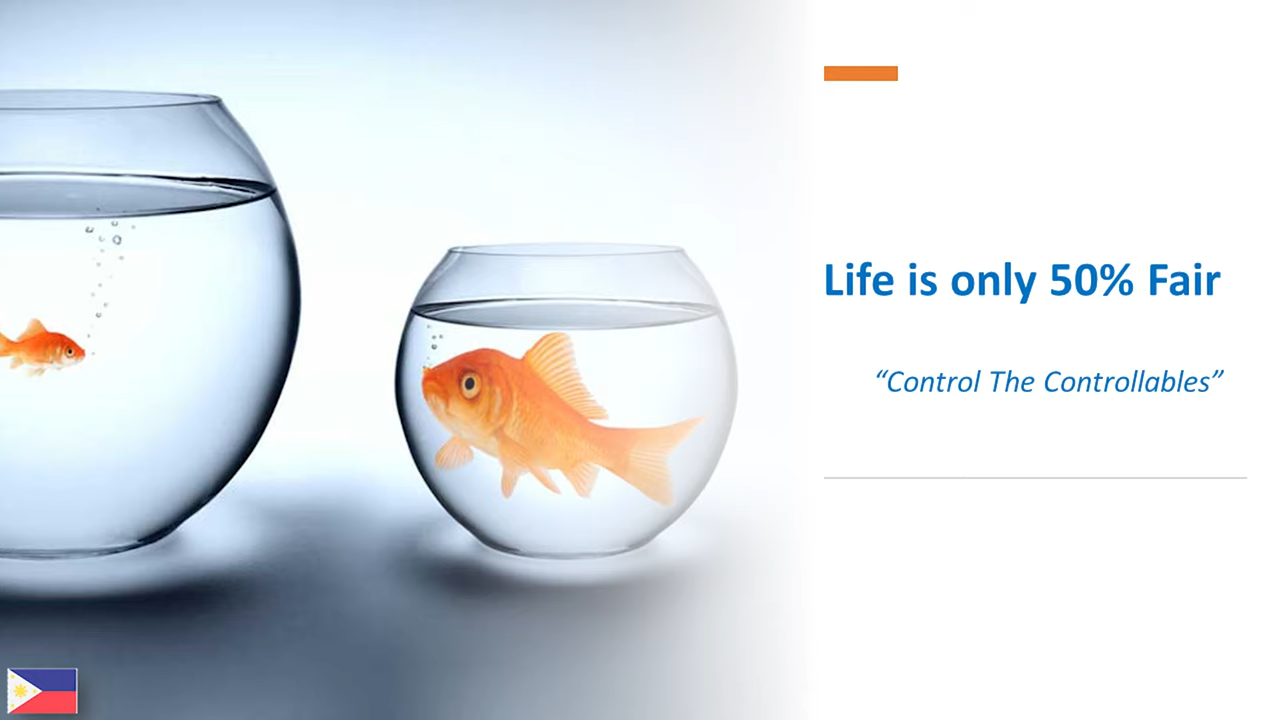 Life is only 50% Fair
“Control The Controllables”